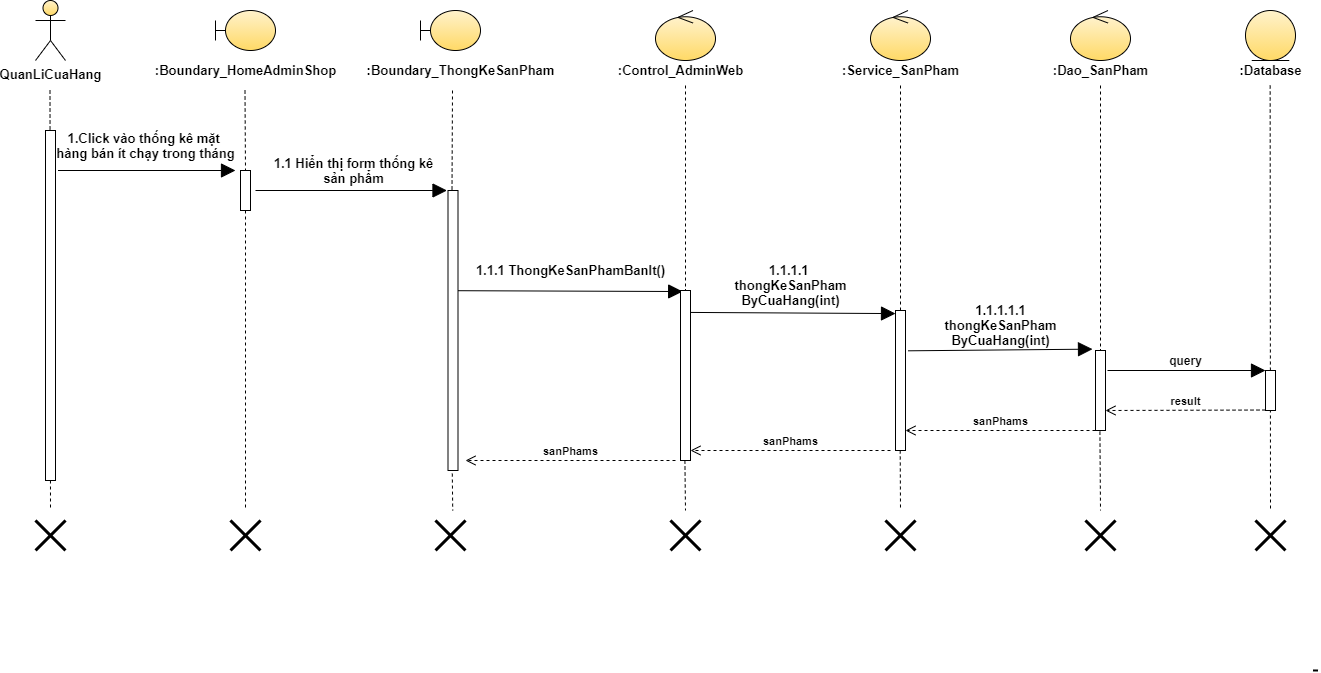 QuanLiCuaHang
:Boundary_HomeAdminShop
:Boundary_ThongKeSanPham
:Control_AdminWeb
:Service_SanPham
:Dao_SanPham
:Database
1.Click vào thống kê mặt
hàng bán ít chạy trong tháng
1.1 Hiển thị form thống kê
sản phẩm
1.1.1 ThongKeSanPhamBanIt()
1.1.1.1
thongKeSanPham
ByCuaHang(int)
1.1.1.1.1
thongKeSanPham
ByCuaHang(int)
query
result
sanPhams
sanPhams
sanPhams